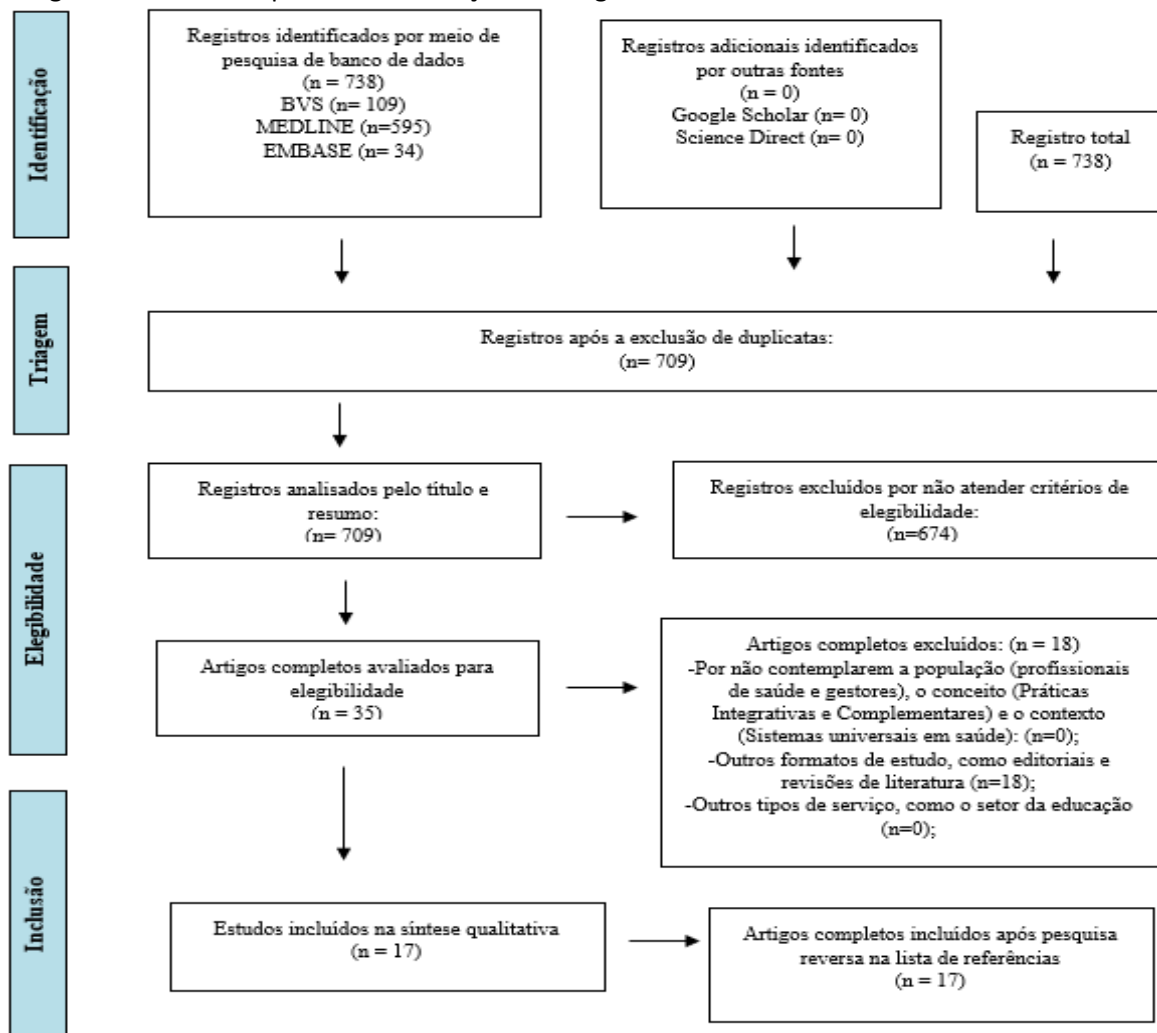 Identificação
Registros identificados por meio de
pesquisa de banco de dados
(n = 738)
BVS (n= 109)
MEDLINE (n=595)
EMBASE (n= 34)
Registros adicionais identificados
por outras fontes
(n = 0)
Google Scholar (n= 0)
Science Direct (n= 0)
Registro total
(n = 738)
Triagem
Registros após a exclusão de duplicatas:
(n= 709)
Elegibilidade
Registros analisados pelo título e
resumo:
(n= 709)
Registros excluídos por não atender critérios de
elegibilidade:
(n=674)
Artigos completos avaliados para
elegibilidade
(n = 35)
Artigos completos excluídos: (n = 18)
-Por não contemplarem a população (profissionais
de saúde e gestores), o conceito (Práticas
Integrativas e Complementares) e o contexto
(Sistemas universais em saúde): (n=0);
-Outros formatos de estudo, como editoriais e
revisões de literatura (n=18);
-Outros tipos de serviço, como o setor da educação
(n=0);
Inclusão
Estudos incluídos na síntese qualitativa
(n = 17)
Artigos completos incluídos após pesquisa
reversa na lista de referências
(n = 17)